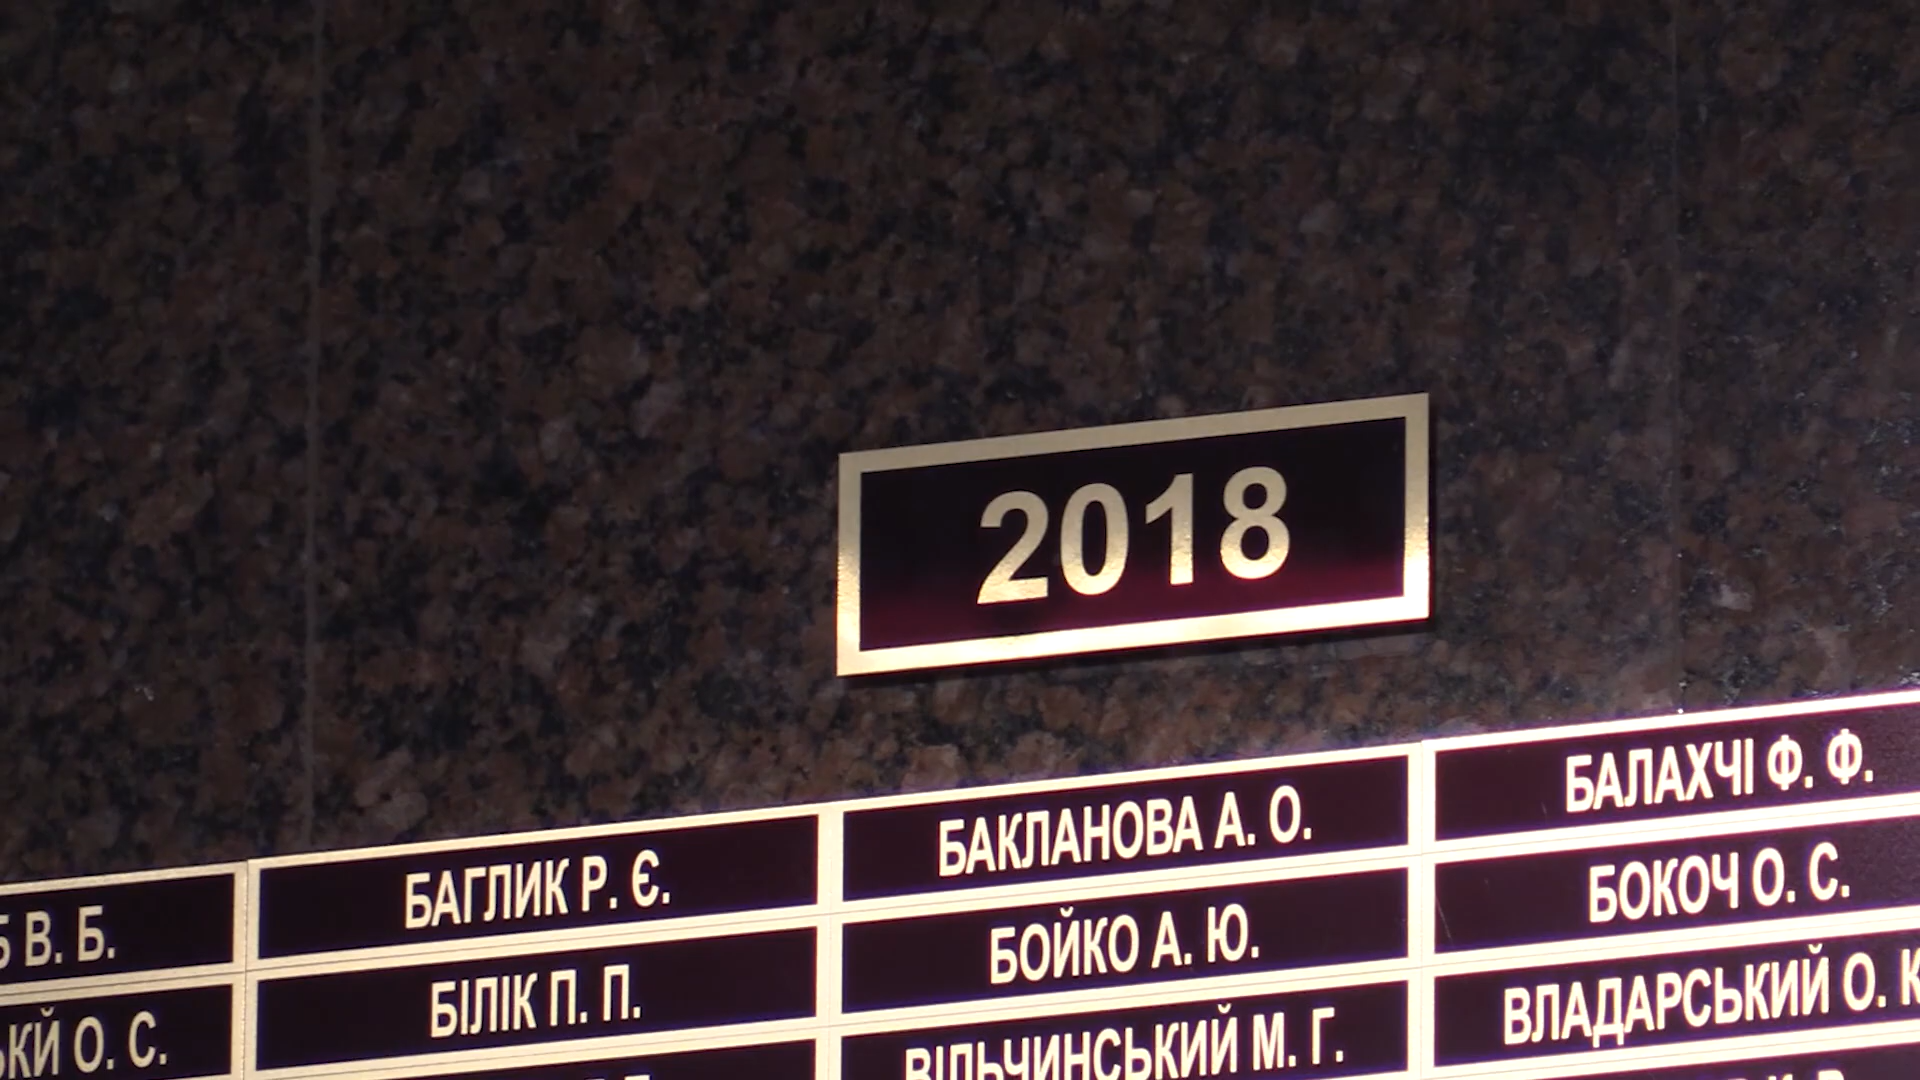 2018
БАГЛИК Р. Є.
БАКЛАНОВА А. О.
БАЛАХЧІ Ф. Ф.
В. Б.
БІЛІК П. П.
БОЙКО А. Ю.
БОКОЧ О. С.
О. С.
ВІЛЬЧИНСЬКИЙ М. Г.
ВЛАДАРСЬКИЙ О. К